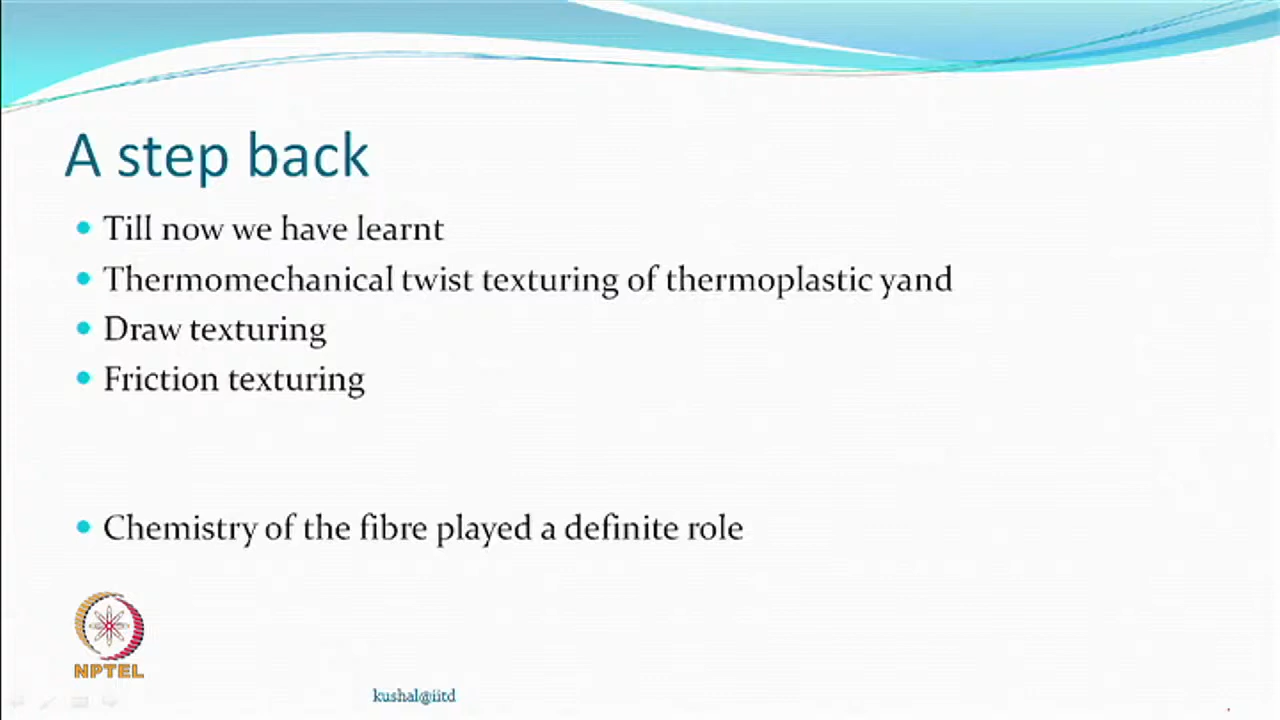 A step back
Till now we have learnt
Thermomechanical twist texturing of thermoplastic yand
Draw texturing
Friction texturing
Chemistry of the fibre played a definite role
NPTEL
kushal@iitd